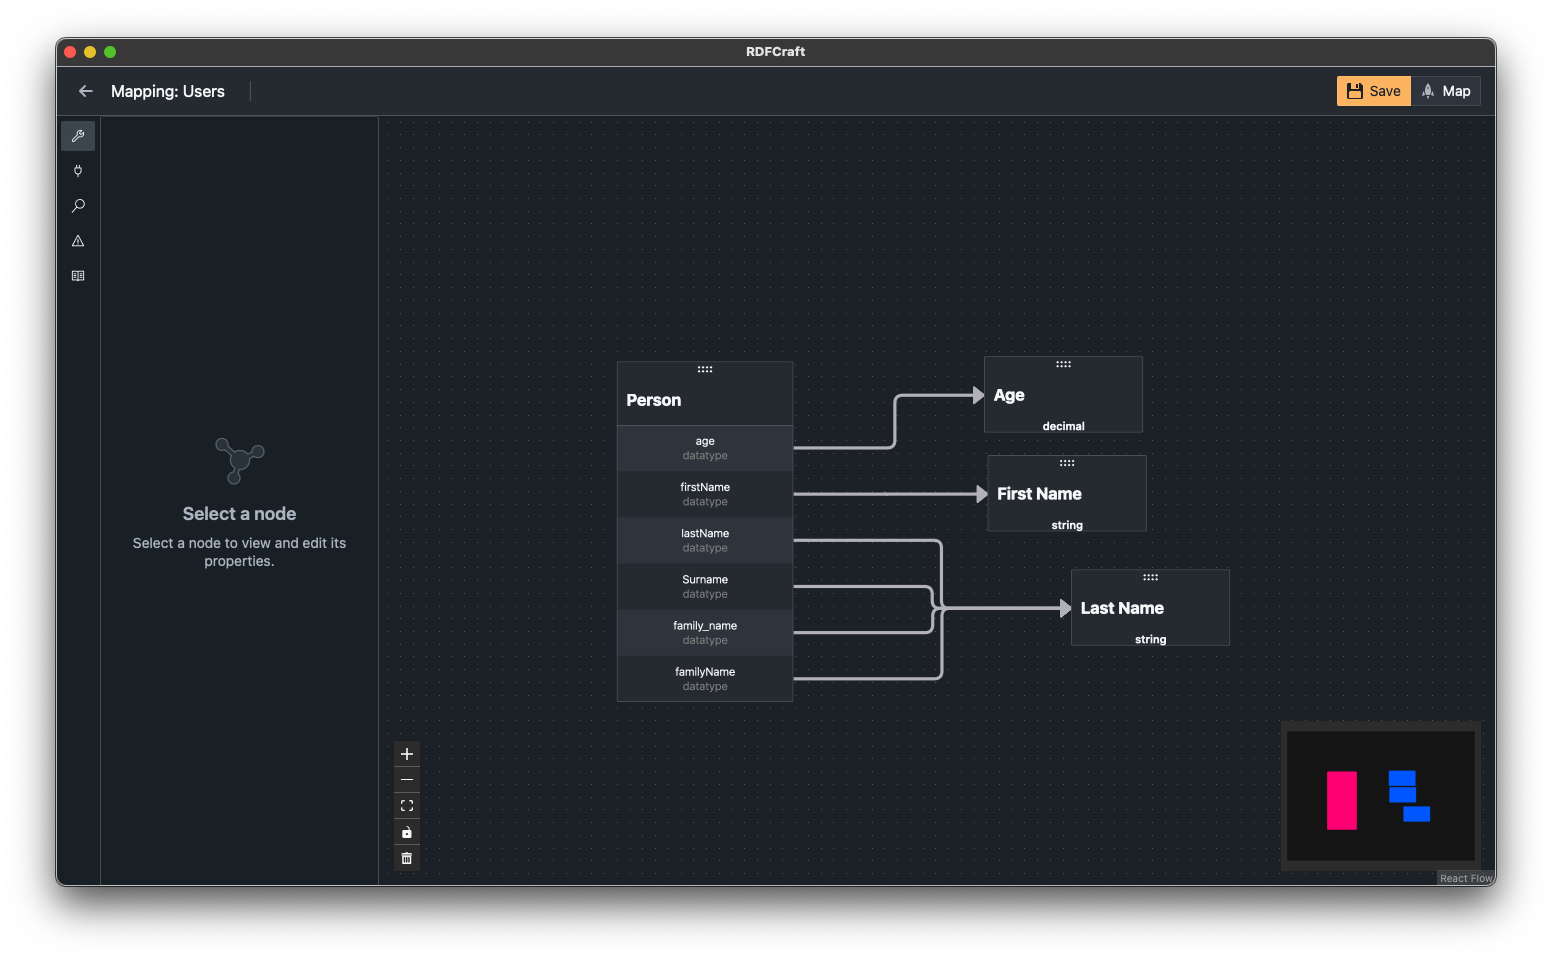 RDFCraft
Mapping: Users
Save
Map
Select a node
Select a node to view and edit its
properties.
Person
age
datatype
firstName
datatype
lastName
datatype
Surname
datatype
family_name
datatype
familyName
datatype
Age
decimal
First Name
string
Last Name
string
React Flow